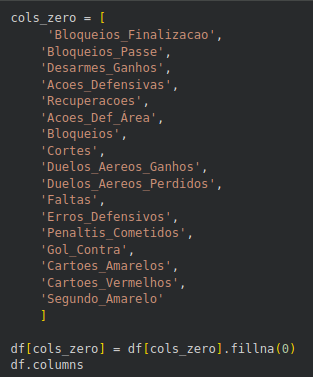 cols_zero = [
     'Bloqueios_Finalizacao',
    'Bloqueios_Passe',
    'Desarmes_Ganhos',
    'Acoes_Defensivas',
    'Recuperacoes',
    'Acoes_Def_Área',
    'Bloqueios',
    'Cortes',
    'Duelos_Aereos_Ganhos',
    'Duelos_Aereos_Perdidos',
    'Faltas',
    'Erros_Defensivos',
    'Penaltis_Cometidos',
    'Gol_Contra',
    'Cartoes_Amarelos',
    'Cartoes_Vermelhos',
    'Segundo_Amarelo'
    ]
df[cols_zero] = df[cols_zero].fillna(0)
df.columns